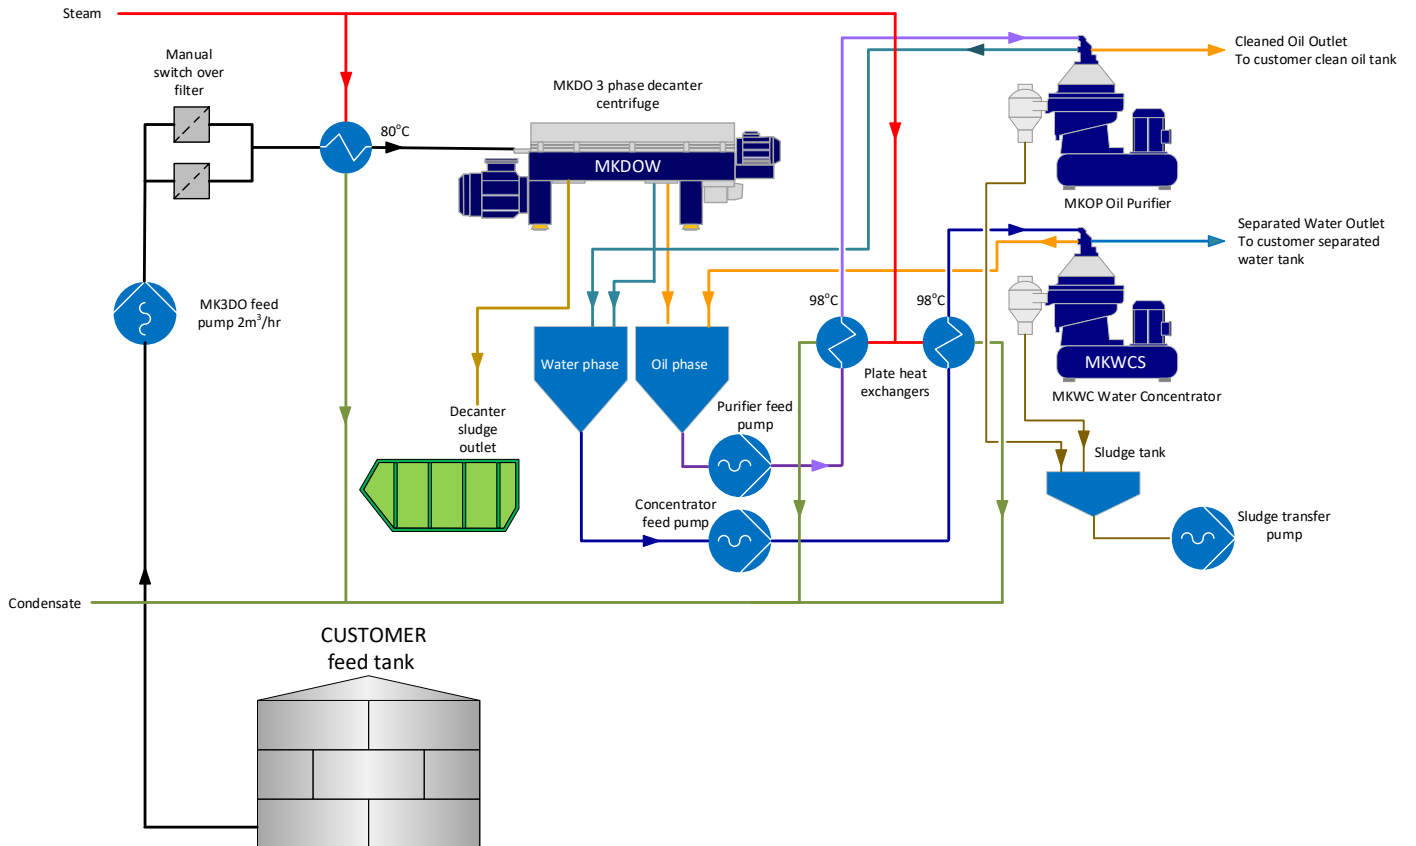 Steam
Manual
switch over
filter
80°C
MKDO 3 phase decanter
centrifuge
MKDOW
Cleaned Oil Outlet
To customer clean oil tank
MKOP Oil Purifier
Separated Water Outlet
To customer separated
water tank
MK3DO feed
pump 2m³/hr
98°C
98°C
Water phase
Oil phase
Plate heat
exchangers
MKWCS
MKWC Water Concentrator
Decanter
sludge
outlet
Purifier feed
pump
Sludge tank
Concentrator
feed pump
Sludge transfer
pump
Condensate
CUSTOMER
feed tank